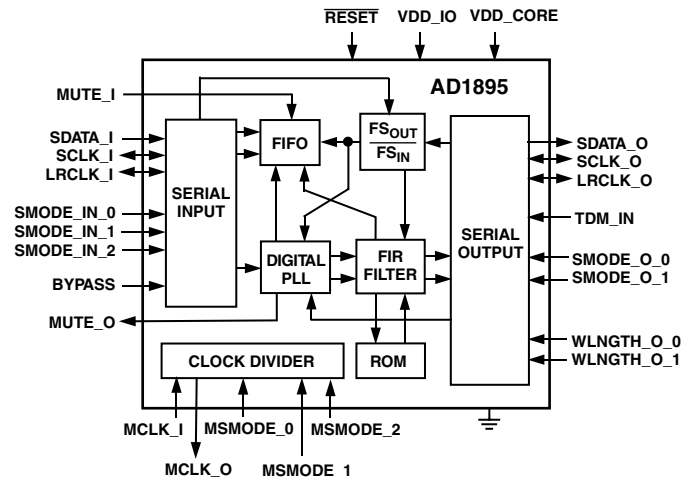 RESET
VDD_IO
VDD_CORE
AD1895
MUTE_I
SDATA_I
SCLK_I
LRCLK_I
SMODE_IN_0
SMODE_IN_1
SMODE_IN_2
BYPASS
MUTE_O
SERIAL
INPUT
FIFO
FSOUT
FSIN
DIGITAL
PLL
FIR
FILTER
ROM
CLOCK DIVIDER
SERIAL
OUTPUT
SDATA_O
SCLK_O
LRCLK_O
TDM_IN
SMODE_O_0
SMODE_O_1
WLNGTH_O_0
WLNGTH_O_1
MCLK_I
MSMODE_0
MSMODE_2
MCLK_O
MSMODE_1